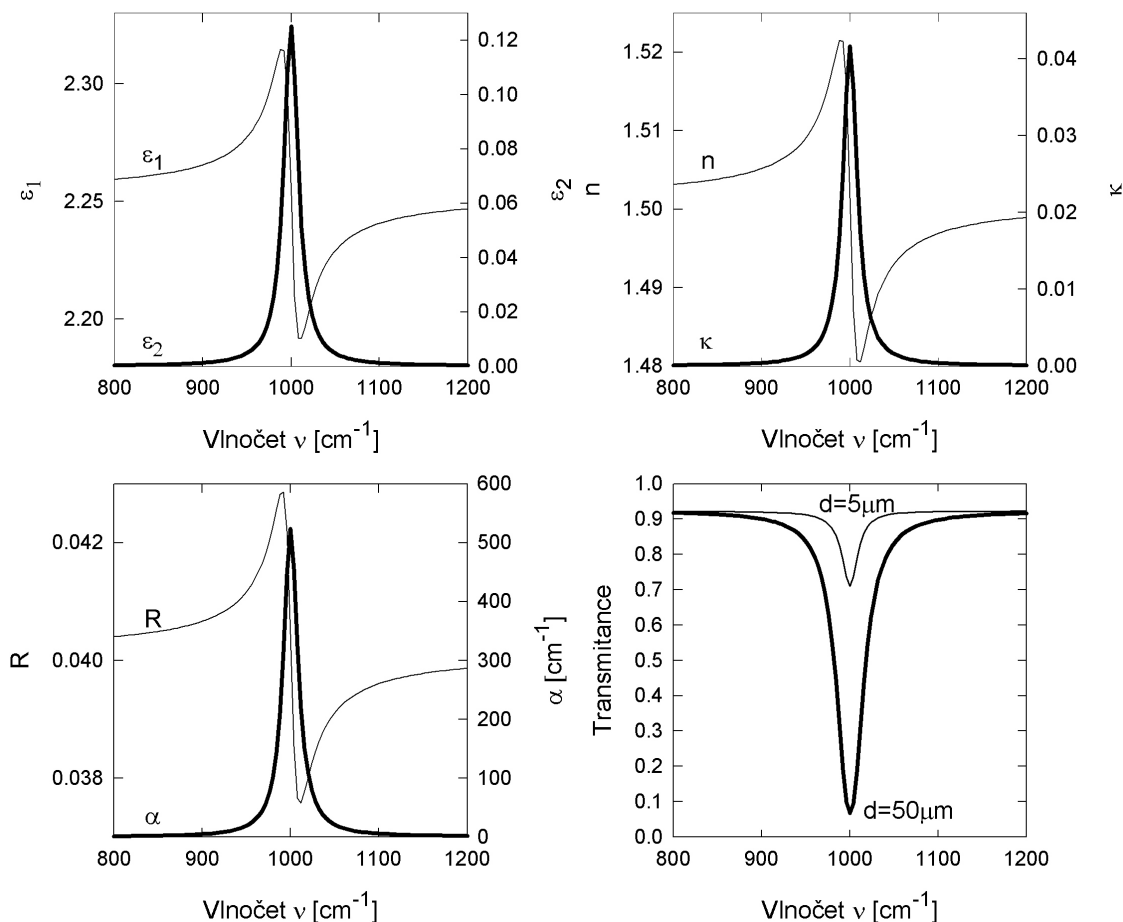 2.30
2.25
2.20
ε1
ε1
ε2
0.12
0.10
0.08
0.06
0.04
0.02
0.00
ε2
800 900 1000 1100 1200
Vlnočet ν [cm-1]
1.52
1.51
1.50
1.49
1.48
n
n
κ
0.04
0.03
0.02
0.01
0
κ
800 900 1000 1100 1200
Vlnočet ν [cm-1]
0.042
0.040
0.038
R
R
α
600
500
400
300
200
100
0
α [cm-1]
800 900 1000 1100 1200
Vlnočet ν [cm-1]
1.0
0.9
0.8
0.7
0.6
0.5
0.4
0.3
0.2
0.1
0.0
Transmitance
d=5μm
d=50μm
800 900 1000 1100 1200
Vlnočet ν [cm-1]